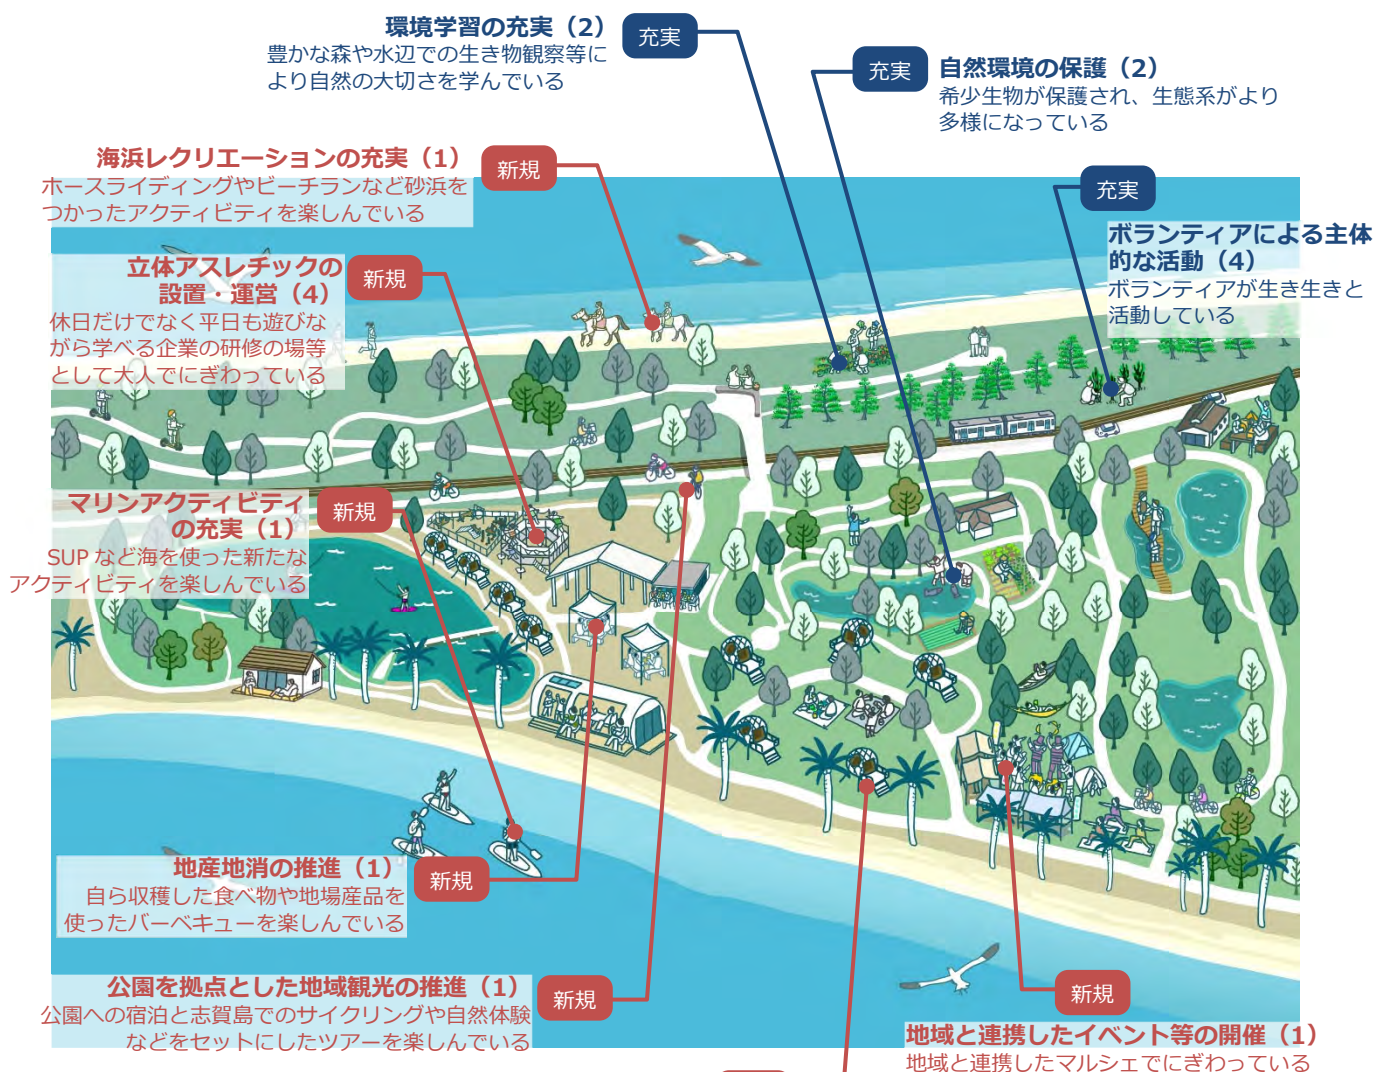 環境学習の充実（2）
充実
豊かな森や水辺での生き物観察等に
より自然の大切さを学んでいる
充実
自然環境の保護（2）
希少生物が保護され、生態系がより
多様になっている
海浜レクリエーションの充実（1）
新規
ホースライディングやビーチランなど砂浜を
つかったアクティビティを楽しんでいる
充実
ボランティアによる主体
的な活動（4）
ボランティアが生き生きと
活動している
立体アスレチックの
設置・運営（4）
新規
休日だけでなく平日も遊びな
がら学べる企業の研修の場等
として大人でにぎわっている
マリンアクティビティ
の充実（1）
新規
SUP など海を使った新たな
アクティビティを楽しんでいる
地産地消の推進（1）
新規
自ら収穫した食べ物や地場産品を
使ったバーベキューを楽しんでいる
公園を拠点とした地域観光の推進（1）
新規
公園への宿泊と志賀島でのサイクリングや自然体験
などをセットにしたツアーを楽しんでいる
新規
地域と連携したイベント等の開催（1）
地域と連携したマルシェでにぎわっている